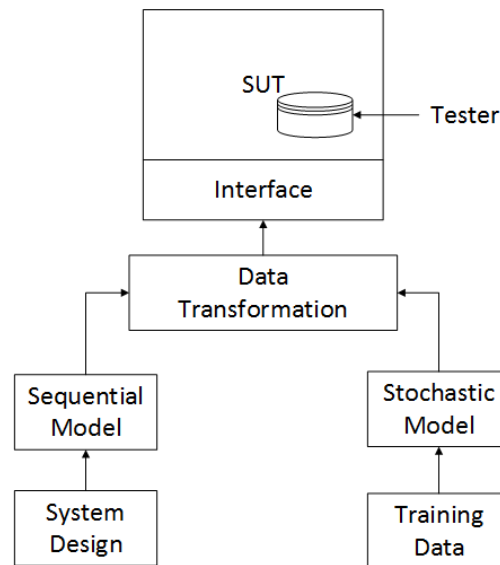 SUT
Tester
Interface
Data
Transformation
Sequential
Model
Stochastic
Model
System
Design
Training
Data